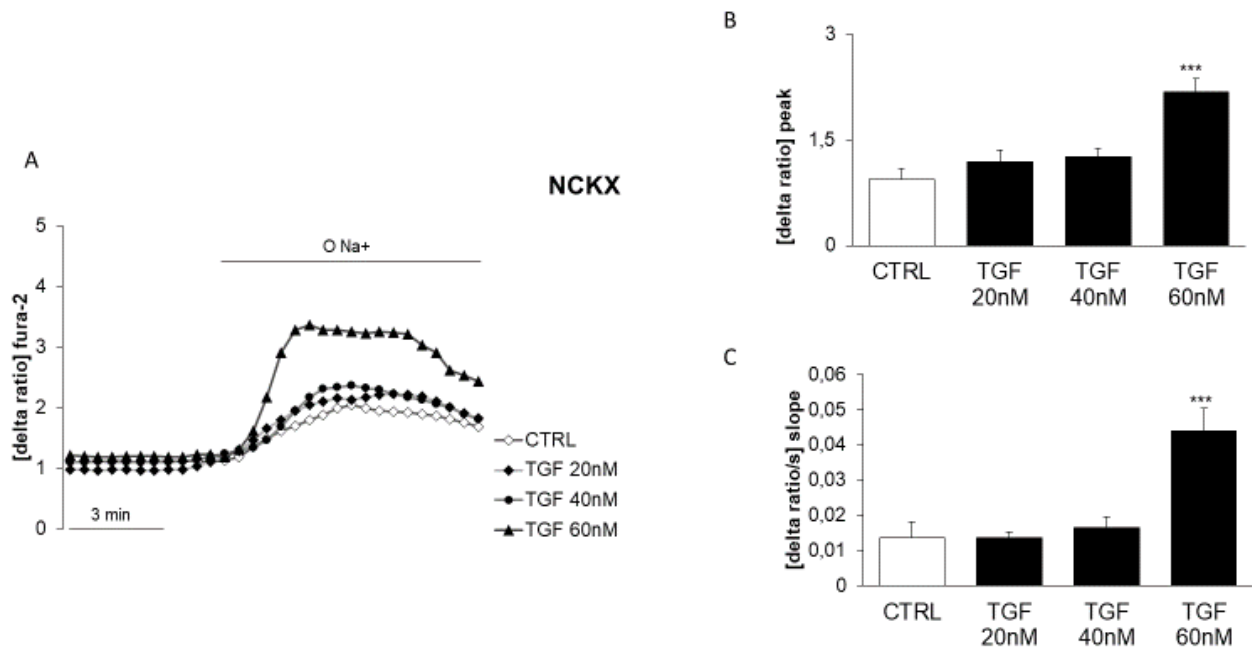 A
NCKX
[delta ratio] fura-2
5
4
3
2
1
0
O Na+
3 min
CTRL
TGF 20nM
TGF 40nM
TGF 60nM
B
[delta ratio] peak
3
1,5
0
***
CTRL
TGF
20nM
TGF
40nM
TGF
60nM
C
[delta ratio/s] slope
0,06
0,05
0,04
0,03
0,02
0,01
0
***
CTRL
TGF
20nM
TGF
40nM
TGF
60nM